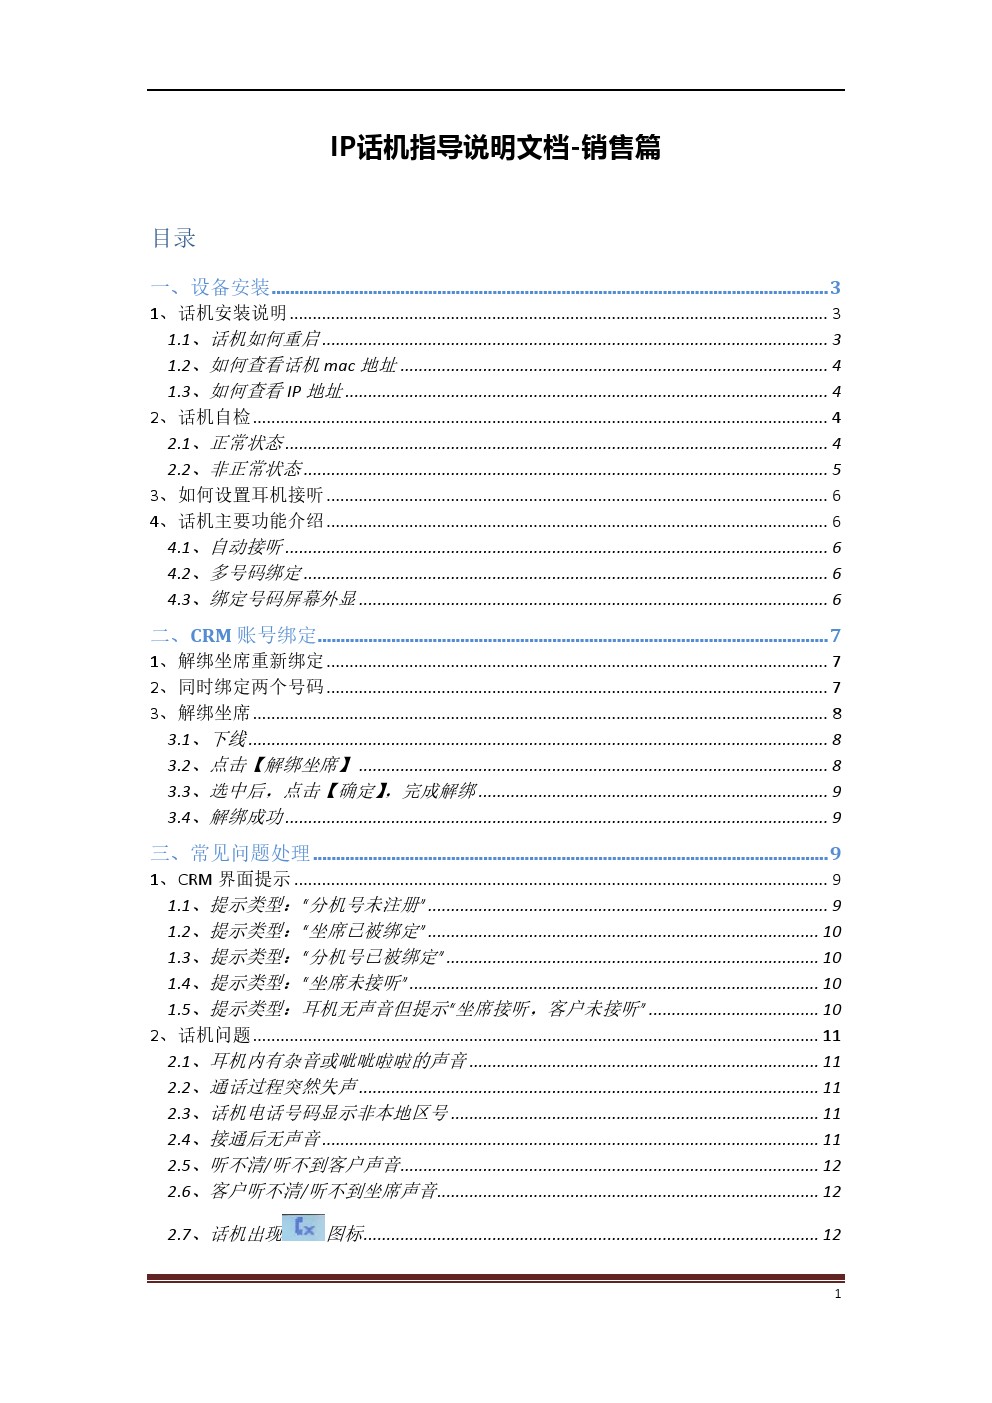 IP话机指导说明文档-销售篇
目录
一、设备安装........................3
1、话机安装说明........................3
1.1、话机如何重启........................3
1.2、如何查看话机 mac 地址........................4
1.3、如何查看 IP 地址........................4
2、话机自检........................4
2.1、正常状态........................4
2.2、非正常状态........................5
3、如何设置耳机接听........................6
4、话机主要功能介绍........................6
4.1、自动接听........................6
4.2、多号码绑定........................6
4.3、绑定号码屏幕外显........................6
二、CRM 账号绑定........................7
1、解绑坐席重新绑定........................7
2、同时绑定两个号码........................7
3、解绑坐席........................8
3.1、下线........................8
3.2、点击【解绑坐席】........................8
3.3、选中后，点击【确定】，完成解绑........................9
3.4、解绑成功........................9
三、常见问题处理........................9
1、CRM 界面提示........................9
1.1、提示类型：“分机号未注册”........................9
1.2、提示类型：“坐席已被绑定”........................10
1.3、提示类型：“分机号已被绑定”........................10
1.4、提示类型：“坐席未接听”........................10
1.5、提示类型：耳机无声音但提示“坐席接听，客户未接听”........................10
2、话机问题........................11
2.1、耳机内有杂音或呲呲啦啦的声音........................11
2.2、通话过程突然失声........................11
2.3、话机电话号码显示非本地区号........................11
2.4、接通后无声音........................11
2.5、听不清/听不到客户声音........................12
2.6、客户听不清/听不到坐席声音........................12
2.7、话机出现图标........................12
1